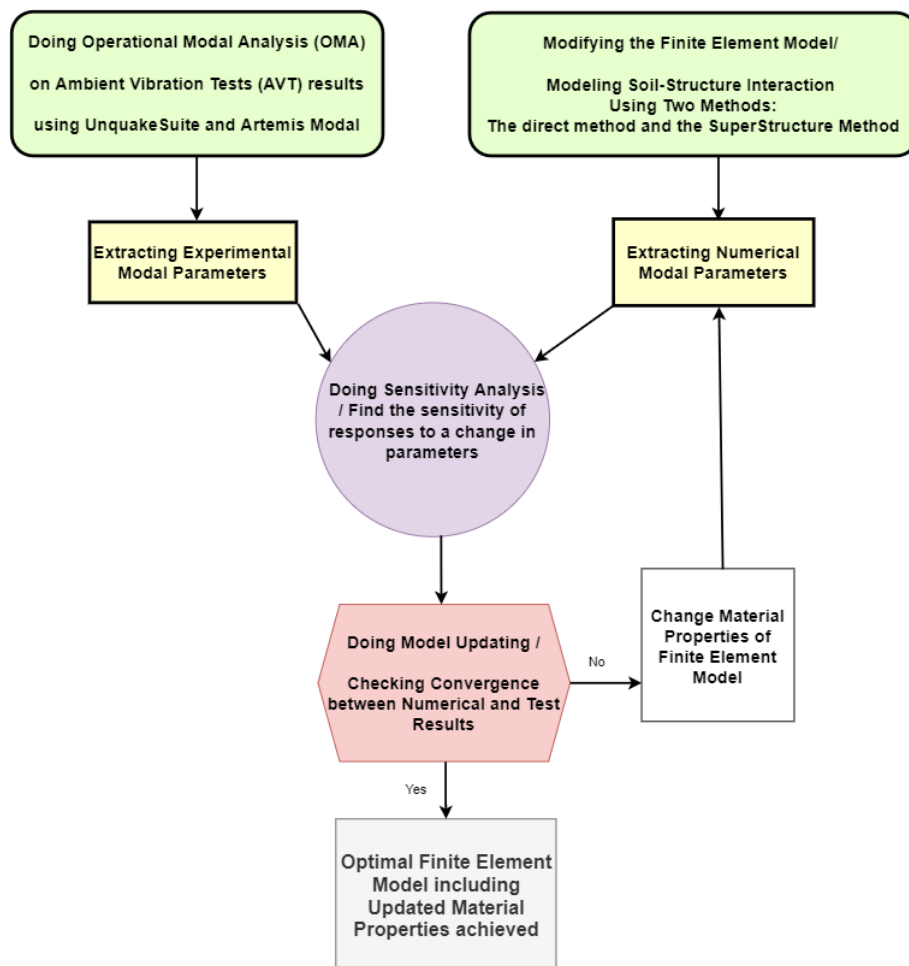 Doing Operational Modal Analysis (OMA)
on Ambient Vibration Tests (AVT) results
using UnquakeSuite and Artemis Modal
Modifying the Finite Element Model/
Modeling Soil-Structure Interaction
Using Two Methods:
The direct method and the SuperStructure Method
Extracting Experimental
Modal Parameters
Extracting Numerical
Modal Parameters
Doing Sensitivity Analysis
/ Find the sensitivity of
responses to a change in
parameters
Doing Model Updating /
Checking Convergence
between Numerical and Test
Results
No
Change Material
Properties of
Finite Element
Model
Yes
Optimal Finite Element
Model including
Updated Material
Properties achieved